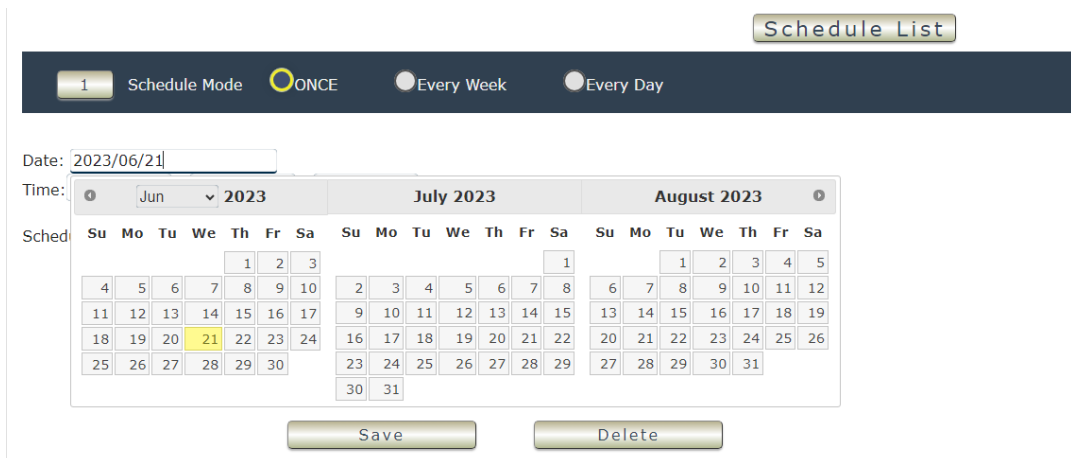 Schedule List
1 Schedule Mode ONCE Every Week Every Day
Date: 2023/06/21
Time:
Jun 2023 July 2023 August 2023
Su Mo Tu We Th Fr Sa Su Mo Tu We Th Fr Sa Su Mo Tu We Th Fr Sa
1 2 3 1 1 2 3 4 5
4 5 6 7 8 9 10 2 3 4 5 6 7 8 6 7 8 9 10 11 12
11 12 13 14 15 16 17 9 10 11 12 13 14 15 13 14 15 16 17 18 19
18 19 20 21 22 23 24 16 17 18 19 20 21 22 20 21 22 23 24 25 26
25 26 27 28 29 30 23 24 25 26 27 28 29 27 28 29 30 31
30 31
Save Delete